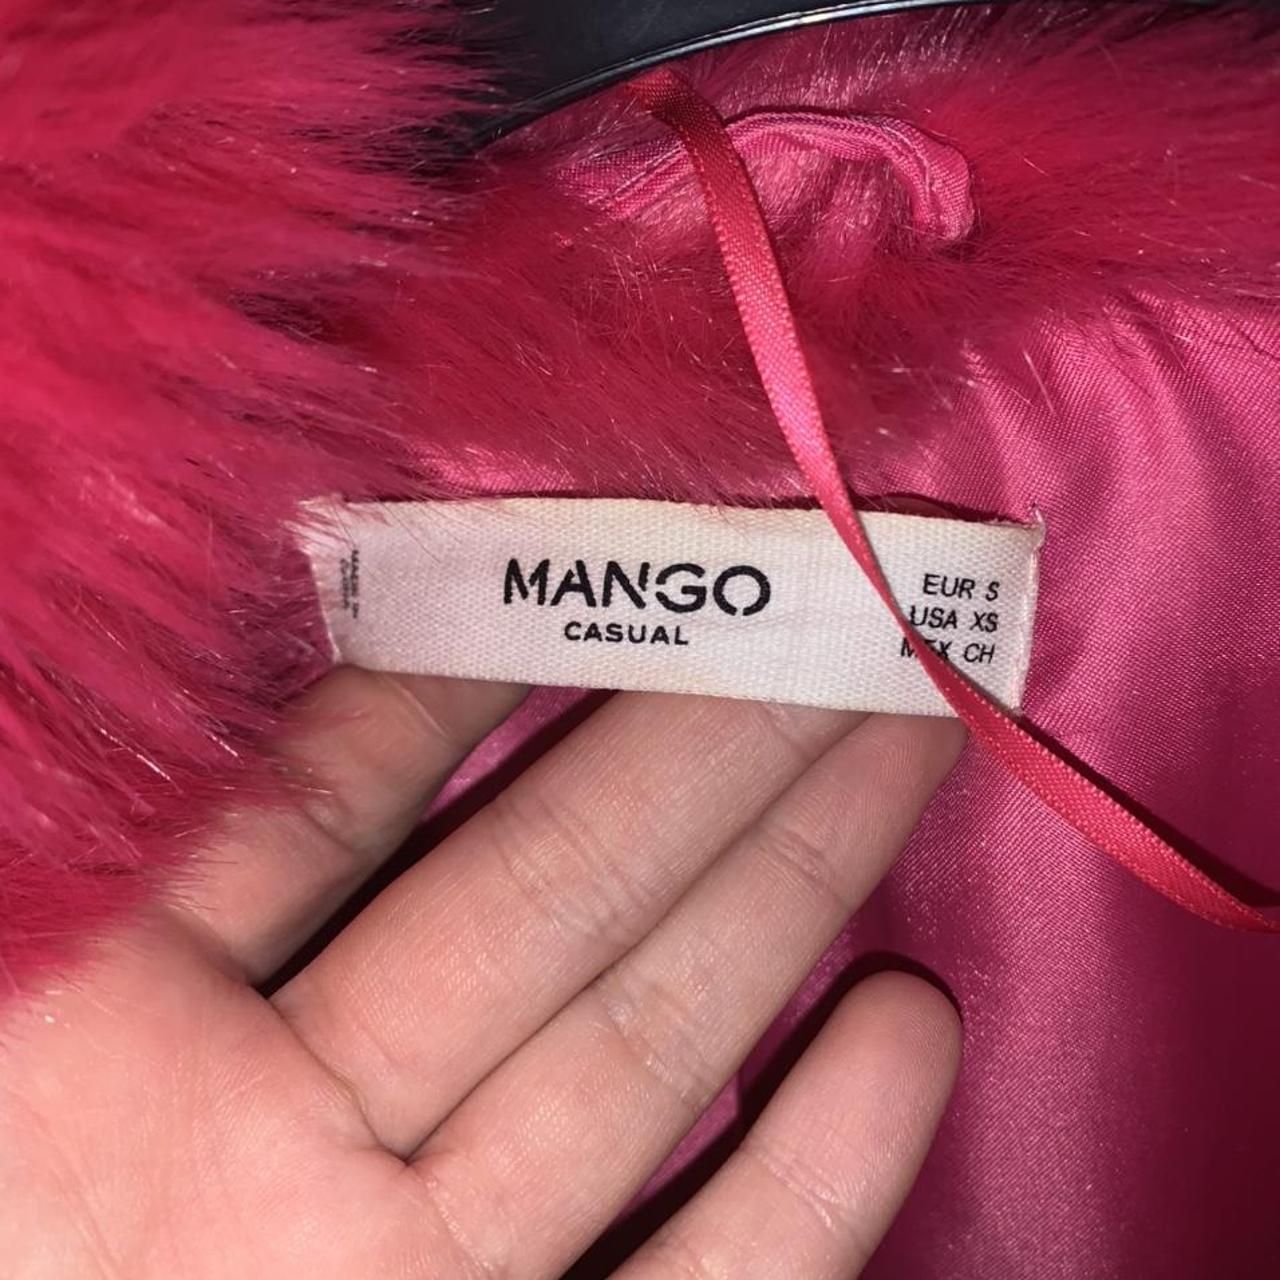 MANGO
CASUAL
EUR S
USA XS
MEX CH